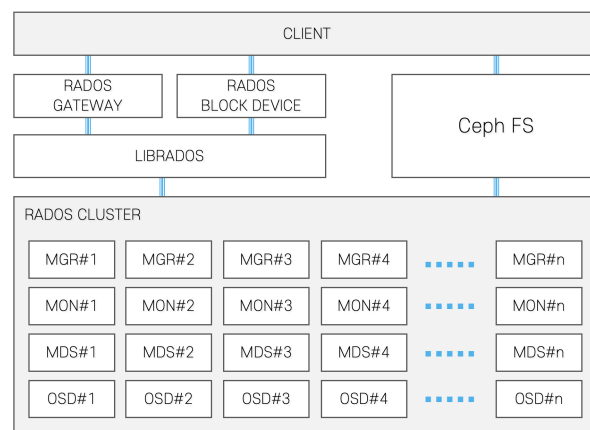 CLIENT
RADOS
GATEWAY
RADOS
BLOCK DEVICE
Ceph FS
LIBRADOS
RADOS CLUSTER
MGR#1 MGR#2 MGR#3 MGR#4 MGR#n
MON#1 MON#2 MON#3 MON#4 MON#n
MDS#1 MDS#2 MDS#3 MDS#4 MDS#n
OSD#1 OSD#2 OSD#3 OSD#4 OSD#n